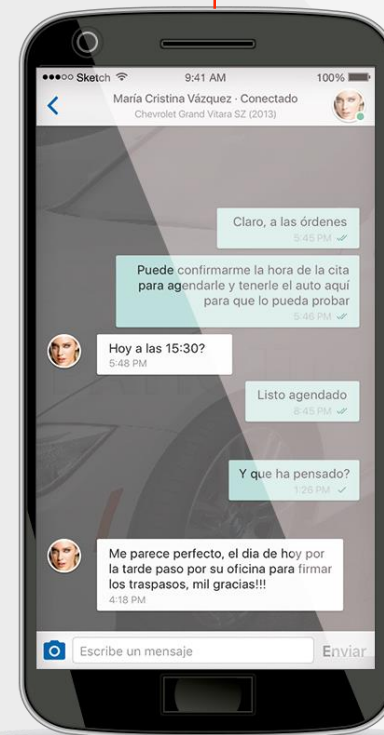 Sketch 9:41 AM 100%
María Cristina Vázquez · Conectado
Chevrolet Grand Vitara SZ (2013)
Claro, a las órdenes
5:45 PM
Puede confirmarme la hora de la cita
para agendarle y tenerle el auto aquí
para que lo pueda probar
5:46 PM
Hoy a las 15:30?
5:48 PM
Listo agendado
8:45 PM
Y que ha pensado?
1:26 PM
Me parece perfecto, el dia de hoy por
la tarde paso por su oficina para firmar
los traspasos, mil gracias!!!
4:18 PM
Escribe un mensaje Enviar